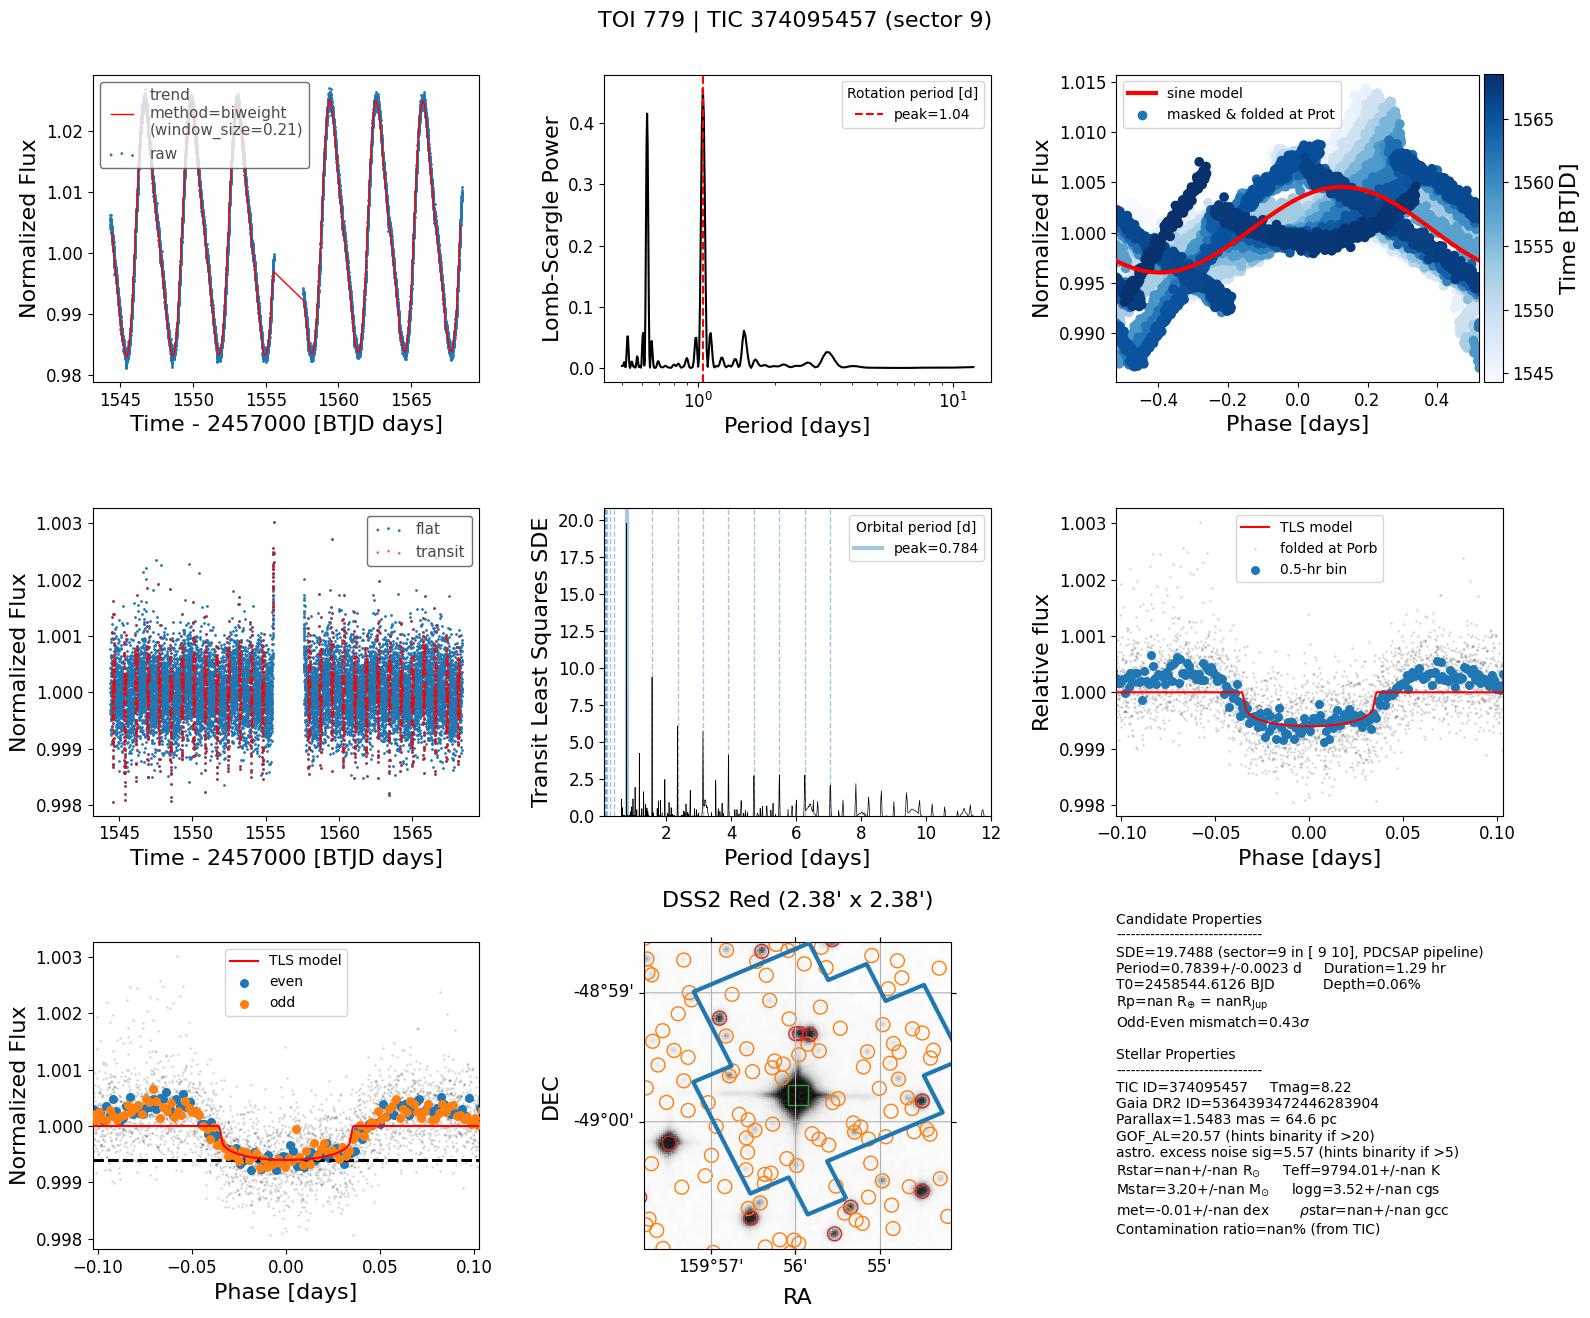 TOI 779 | TIC 374095457 (sector 9)
Normalized Flux
1.02
1.01
1.00
0.99
0.98
trend
method=biweight
(window_size=0.21)
raw
1545 1550 1555 1560 1565
Time - 2457000 [BTJD days]
Lomb-Scargle Power
0.4
0.3
0.2
0.1
0.0
Rotation period [d]
peak=1.04
10⁰ 10¹
Period [days]
Normalized Flux
1.015
1.010
1.005
1.000
0.995
0.990
sine model
masked & folded at Prot
−0.4 −0.2 0.0 0.2 0.4
Phase [days]
1565
1560
1555
1550
1545
Time [BTJD]
Normalized Flux
1.003
1.002
1.001
1.000
0.999
0.998
flat
transit
1545 1550 1555 1560 1565
Time - 2457000 [BTJD days]
Transit Least Squares SDE
20.0
17.5
15.0
12.5
10.0
7.5
5.0
2.5
0.0
Orbital period [d]
peak=0.784
2 4 6 8 10 12
Period [days]
Relative flux
1.003
1.002
1.001
1.000
0.999
0.998
TLS model
folded at Porb
0.5-hr bin
−0.10 −0.05 0.00 0.05 0.10
Phase [days]
Normalized Flux
1.003
1.002
1.001
1.000
0.999
0.998
TLS model
even
odd
−0.10 −0.05 0.00 0.05 0.10
Phase [days]
DSS2 Red (2.38' x 2.38')
DEC
-48°59'
-49°00'
159°57' 56' 55'
RA
Candidate Properties
------------------------------
SDE=19.7488 (sector=9 in [ 9 10], PDCSAP pipeline)
Period=0.7839+/-0.0023 d Duration=1.29 hr
T0=2458544.6126 BJD Depth=0.06%
Rp=nan R⊕ = nanRJup
Odd-Even mismatch=0.43σ
Stellar Properties
------------------------------
TIC ID=374095457 Tmag=8.22
Gaia DR2 ID=5364393472446283904
Parallax=1.5483 mas = 64.6 pc
GOF_AL=20.57 (hints binarity if >20)
astro. excess noise sig=5.57 (hints binarity if >5)
Rstar=nan+/-nan R⊙ Teff=9794.01+/-nan K
Mstar=3.20+/-nan M⊙ logg=3.52+/-nan cgs
met=-0.01+/-nan dex ρstar=nan+/-nan gcc
Contamination ratio=nan% (from TIC)